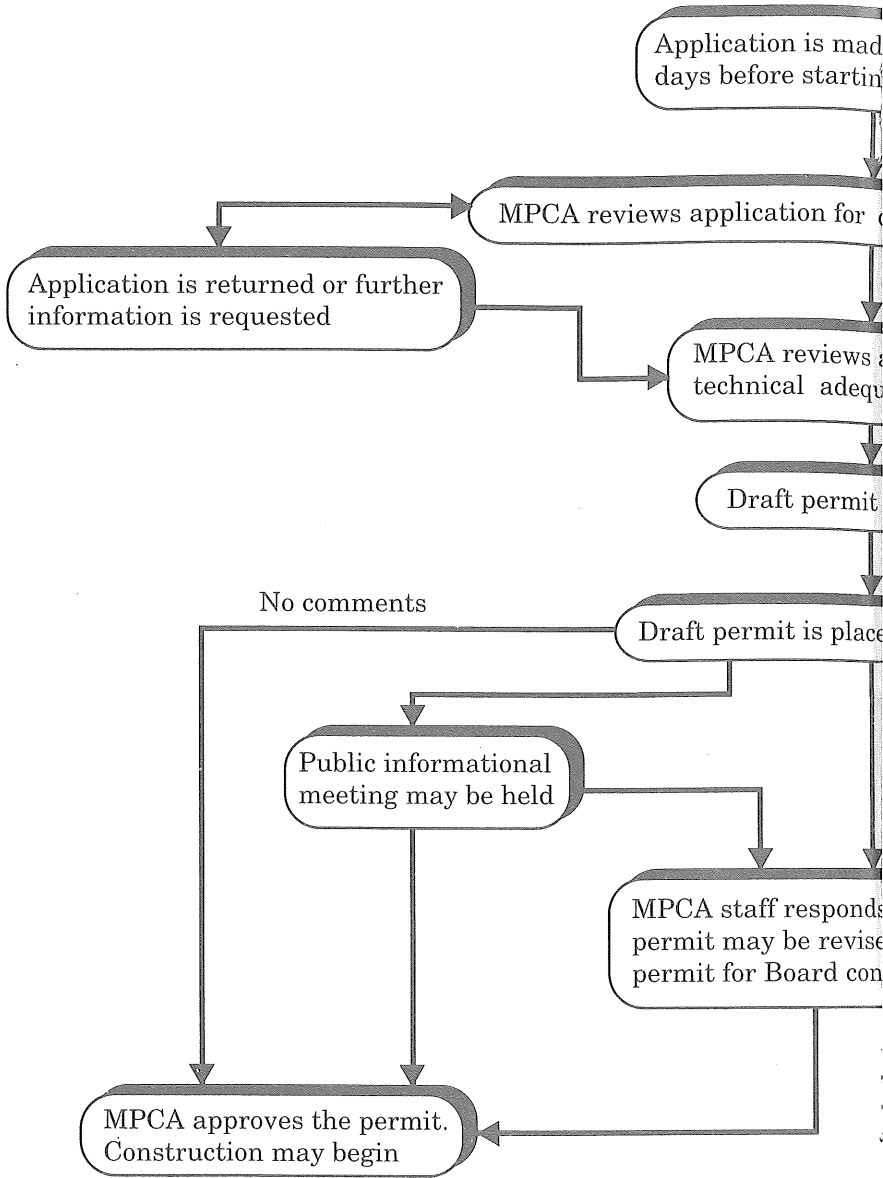 Application is mad
days before startin
MPCA reviews application for
Application is returned or further
information is requested
MPCA reviews
technical adequ
Draft permit
No comments
Draft permit is place
Public informational
meeting may be held
MPCA staff responds
permit may be revise
permit for Board con
MPCA approves the permit.
Construction may begin